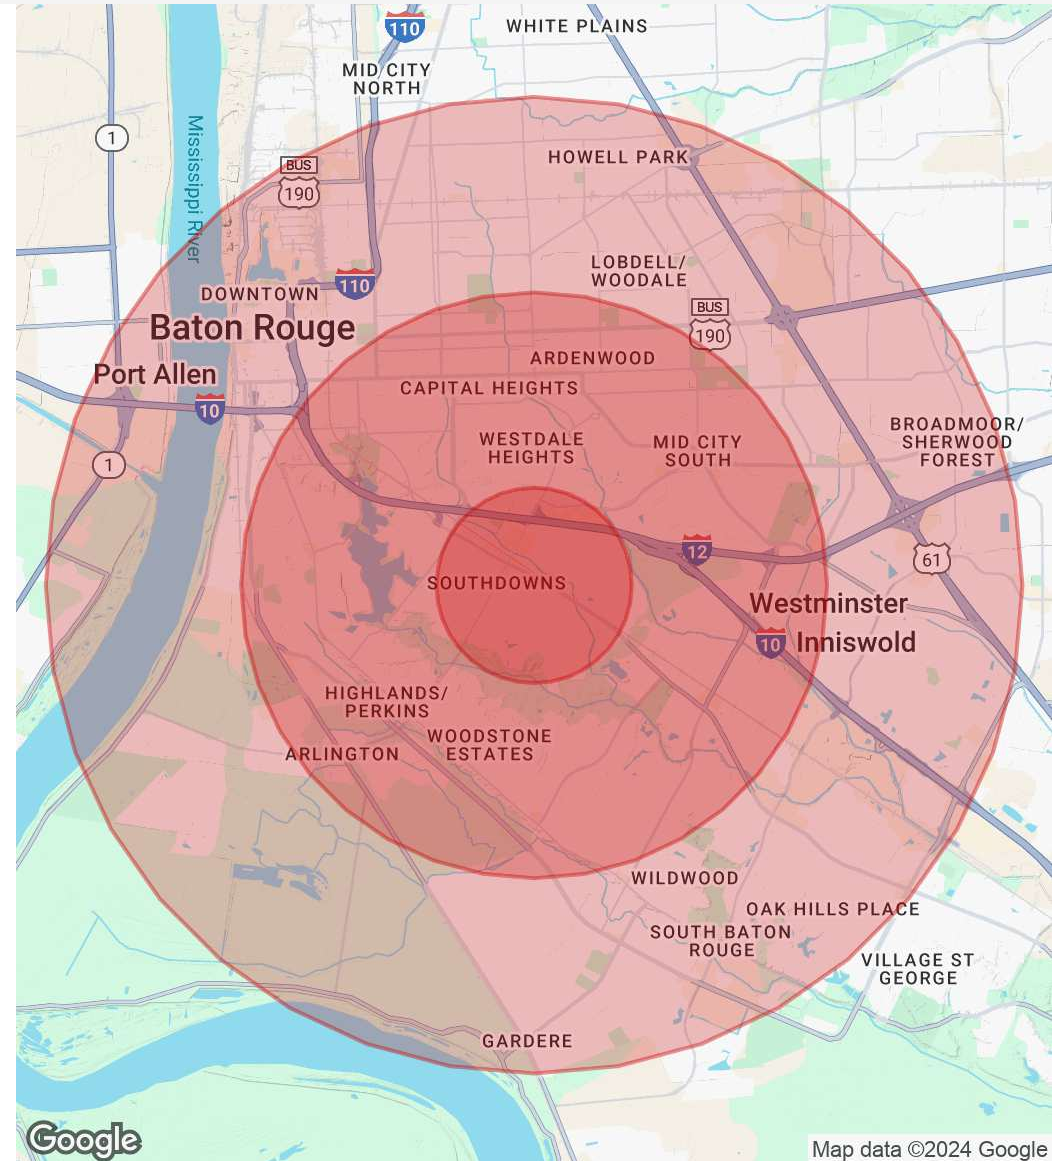 110
WHITE PLAINS
MID CITY
NORTH
1
Mississippi River
BUS
190
HOWELL PARK
LOBDELL/
WOODALE
110
DOWNTOWN
Baton Rouge
BUS
190
ARDENWOOD
Port Allen
CAPITAL HEIGHTS
10
WESTDALE
HEIGHTS
MID CITY
SOUTH
BROADMOOR/
SHERWOOD
FOREST
1
12
61
SOUTHDOWNS
Westminster
10
Inniswold
HIGHLANDS/
PERKINS
WOODSTONE
ESTATES
ARLINGTON
WILDWOOD
OAK HILLS PLACE
SOUTH BATON
ROUGE
VILLAGE ST
GEORGE
GARDERE
Google
Map data ©2024 Google